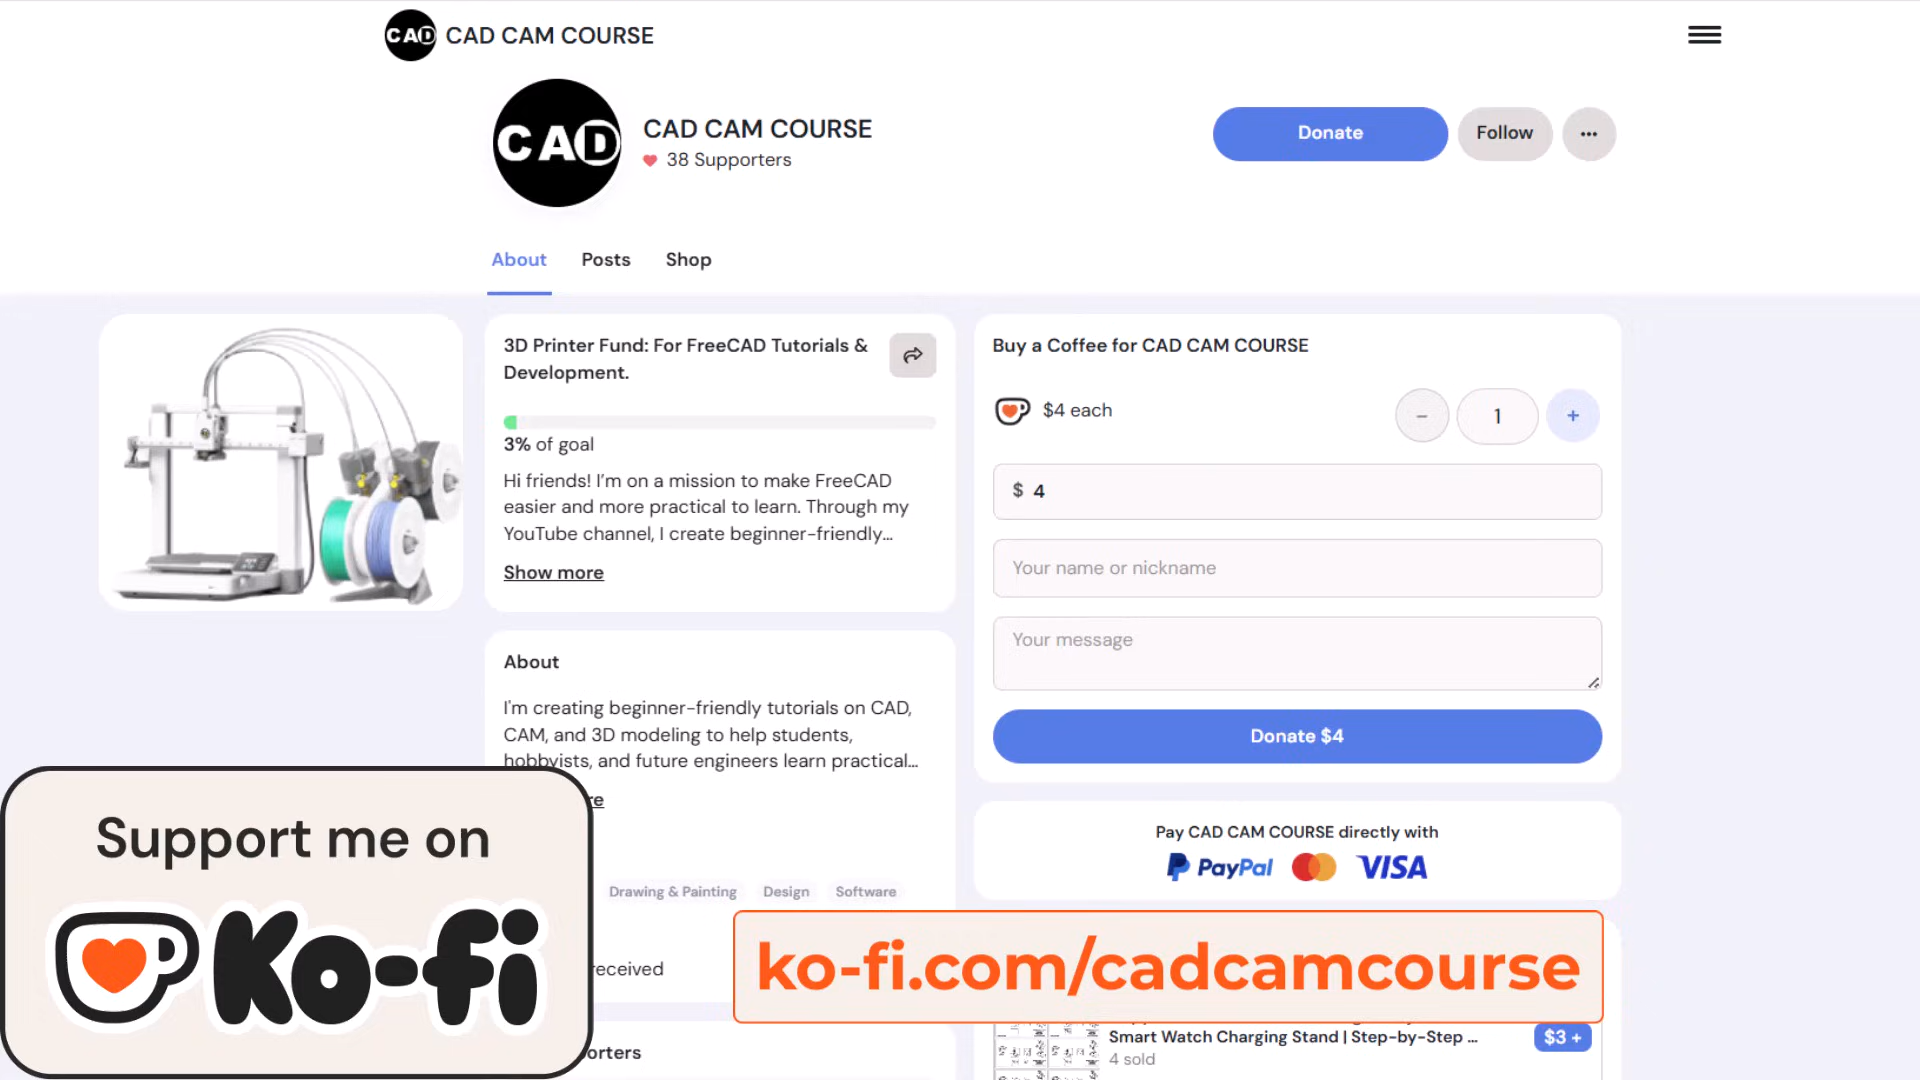 CAD CAD CAM COURSE
CAD
CAD CAM COURSE
38 Supporters
Donate
Follow
About
Posts
Shop
3D Printer Fund: For FreeCAD Tutorials &
Development.
3% of goal
Hi friends! I'm on a mission to make FreeCAD
easier and more practical to learn. Through my
YouTube channel, I create beginner-friendly...
Show more
About
I'm creating beginner-friendly tutorials on CAD,
CAM, and 3D modeling to help students,
hobbyists, and future engineers learn practical...
Drawing & Painting
Design
Software
received
Buy a Coffee for CAD CAM COURSE
$4 each
−
1
+
$ 4
Your name or nickname
Your message
Donate $4
Pay CAD CAM COURSE directly with
PayPal
VISA
Smart Watch Charging Stand | Step-by-Step ...
$3 +
4 sold
Support me on
Ko-fi
ko-fi.com/cadcamcourse